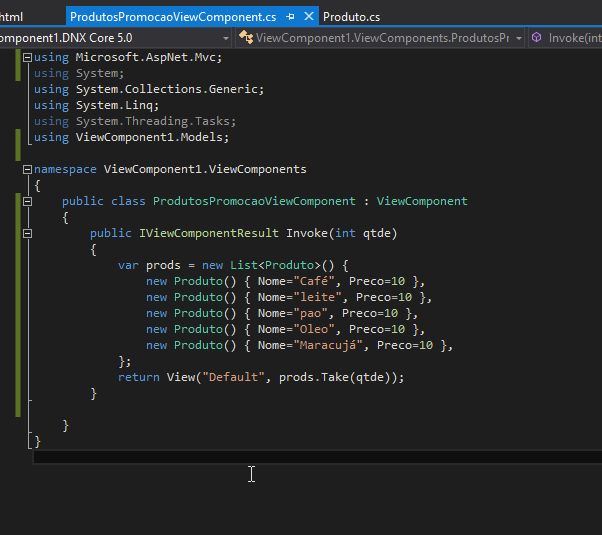 html ProdutosPromocaoViewComponent.cs Produto.cs
omponent1.DNX Core 5.0 ViewComponent1.ViewComponents.ProdutosPr Invoke(int
using Microsoft.AspNet.Mvc;
using System;
using System.Collections.Generic;
using System.Linq;
using System.Threading.Tasks;
using ViewComponent1.Models;
namespace ViewComponent1.ViewComponents
{
public class ProdutosPromocaoViewComponent : ViewComponent
{
public IViewComponentResult Invoke(int qtde)
{
var prods = new List<Produto>() {
new Produto() { Nome="Café", Preco=10 },
new Produto() { Nome="leite", Preco=10 },
new Produto() { Nome="pao", Preco=10 },
new Produto() { Nome="Oleo", Preco=10 },
new Produto() { Nome="Maracujá", Preco=10 },
};
return View("Default", prods.Take(qtde));
}
}
}